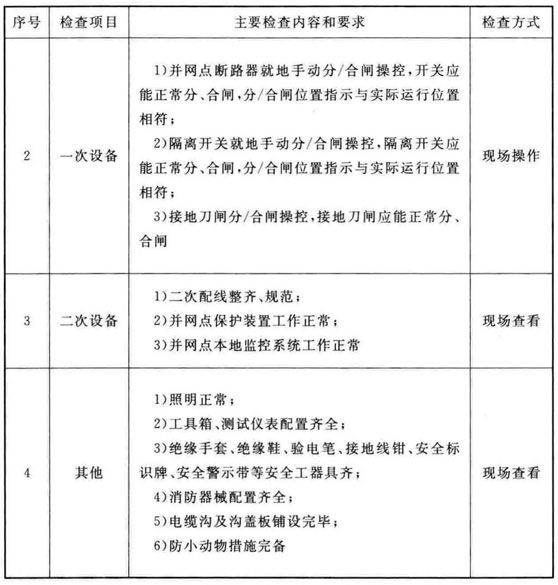 序号 检查项目 主要检查内容和要求 检查方式
1)并网点断路器就地手动分/合闸操控,开关应
能正常分、合闸,分/合闸位置指示与实际运行位置
相符;
2)隔离开关就地手动分/合闸操控,隔离开关应
2 一次设备 能正常分、合闸,分/合闸位置指示与实际运行位置 现场操作
相符;
3)接地刀闸分/合闸操控,接地刀闸应能正常分、
合闸
1)二次配线整齐、规范;
3 二次设备 2)并网点保护装置工作正常; 现场查看
3)并网点本地监控系统工作正常
1)照明正常;
2)工具箱、测试仪表配置齐全;
3)绝缘手套、绝缘鞋、验电笔、接地线钳、安全标
4 其他 识牌、安全警示带等安全工器具齐; 现场查看
4)消防器械配置齐全;
5)电缆沟及沟盖板铺设完毕;
6)防小动物措施完备